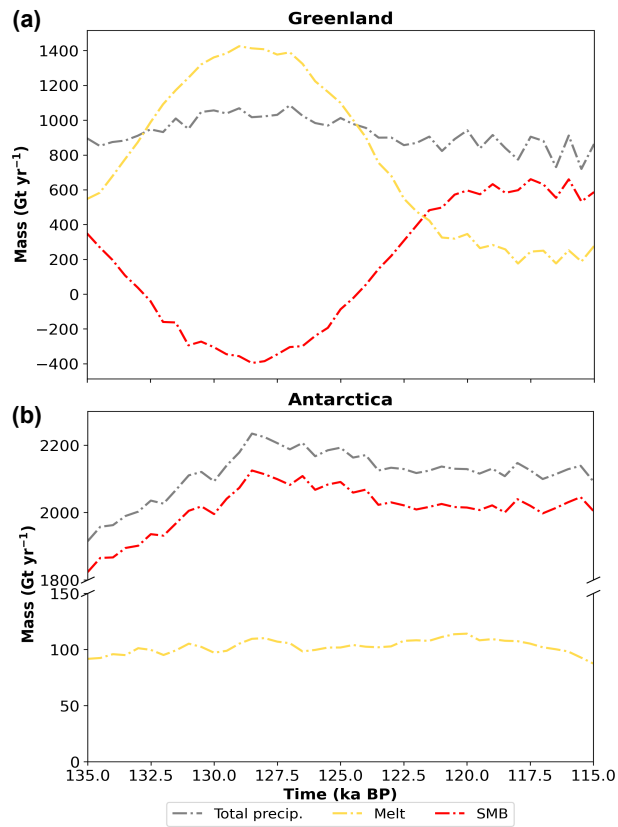 (a)
Greenland
1400
1200
1000
800
600
400
200
0
−200
−400
Mass (Gt yr⁻¹)
(b)
Antarctica
2200
2000
1800
150
100
50
0
Mass (Gt yr⁻¹)
135.0 132.5 130.0 127.5 125.0 122.5 120.0 117.5 115.0
Time (ka BP)
Total precip. Melt SMB